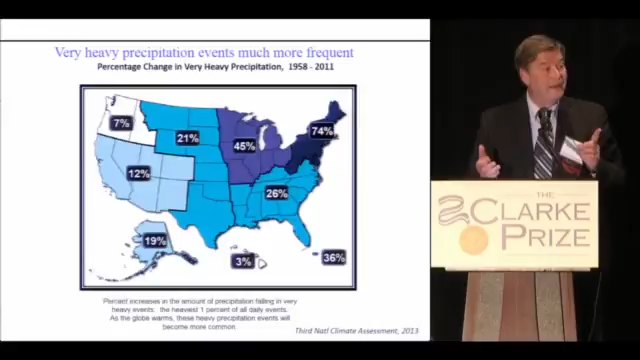 Very heavy precipitation events much more frequent
Percentage Change in Very Heavy Precipitation, 1958 - 2011
7%
21%
45%
74%
12%
26%
19%
3%
36%
Percent increases in the amount of precipitation falling in very
heavy events: the heaviest 1 percent of all daily events.
As the globe warms, these heavy precipitation events will
become more common.
Third Natl Climate Assessment, 2013
THE
CLARKE
PRIZE